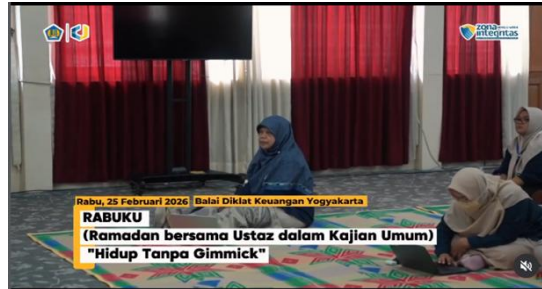 zona
integritas
Rabu, 25 Februari 2026 Balai Diklat Keuangan Yogyakarta
RABUKU
(Ramadan bersama Ustaz dalam Kajian Umum)
"Hidup Tanpa Gimmick"